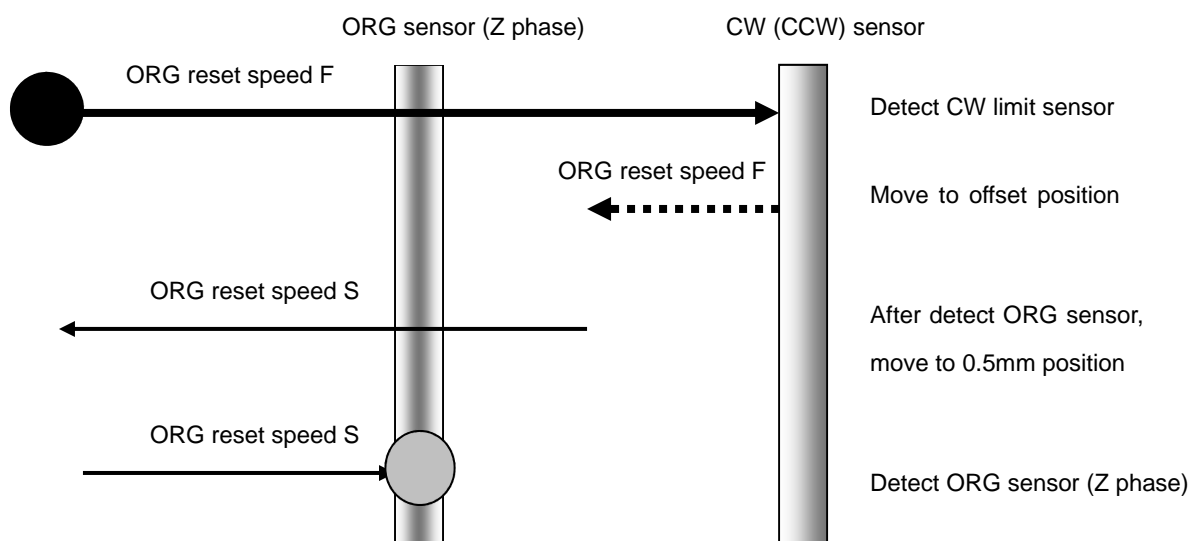 ORG sensor (Z phase)
CW (CCW) sensor
ORG reset speed F
Detect CW limit sensor
ORG reset speed F
Move to offset position
ORG reset speed S
After detect ORG sensor,
move to 0.5mm position
ORG reset speed S
Detect ORG sensor (Z phase)